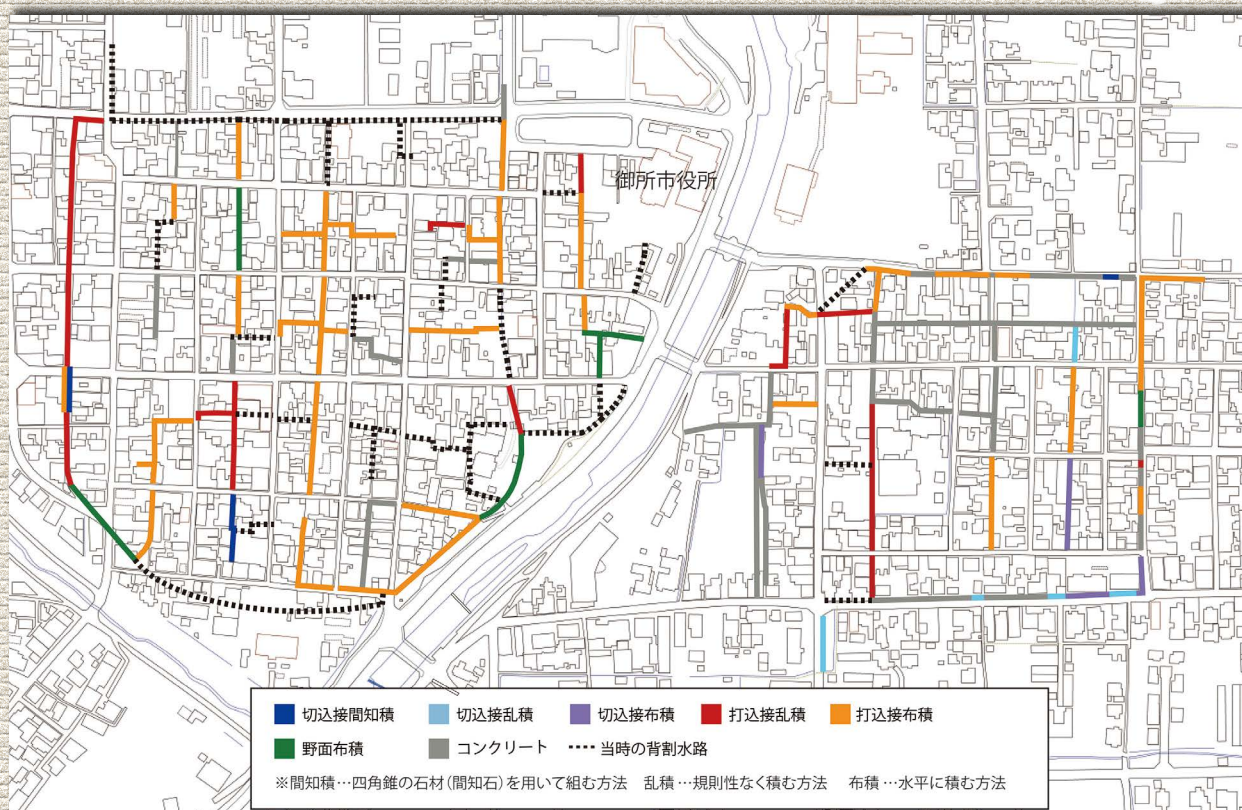 御所市役所
切込接間知積 切込接乱積 切込接布積 打込接乱積 打込接布積
野面布積 コンクリート 当時の背割水路
※間知積…四角錐の石材(間知石)を用いて組む方法 乱積…規則性なく積む方法 布積…水平に積む方法